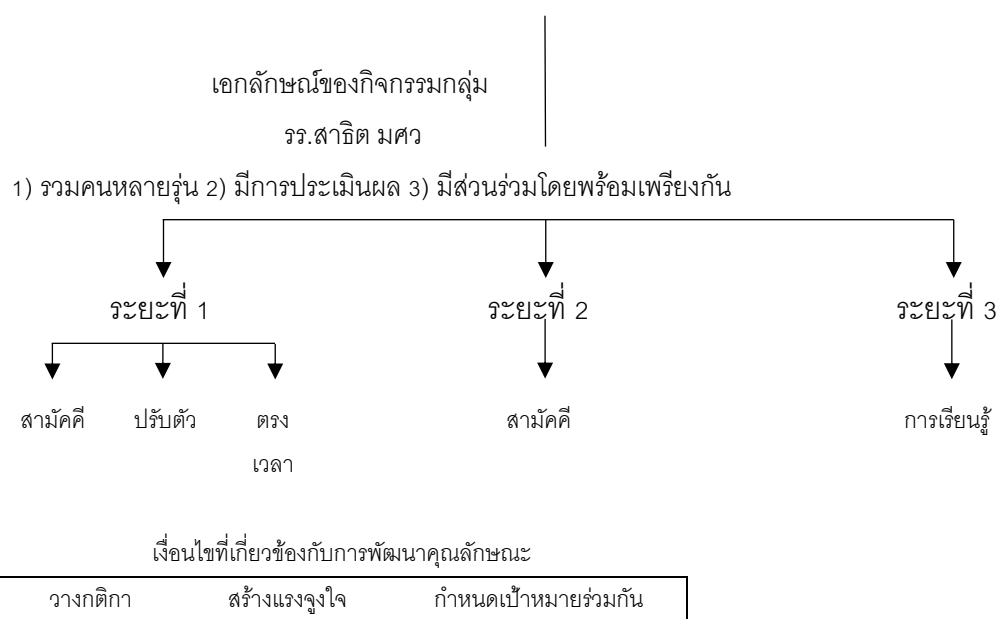 เอกลักษณ์ของกิจกรรมกลุ่ม
รร.สาธิต มศว
1) รวมคนหลายรุ่น 2) มีการประเมินผล 3) มีส่วนร่วมโดยพร้อมเพรียงกัน
ระยะที่ 1 ระยะที่ 2 ระยะที่ 3
สามัคคี ปรับตัว ตรง สามัคคี การเรียนรู้
เวลา
เงื่อนไขที่เกี่ยวข้องกับการพัฒนาคุณลักษณะ
วางกติกา สร้างแรงจูงใจ กำหนดเป้าหมายร่วมกัน